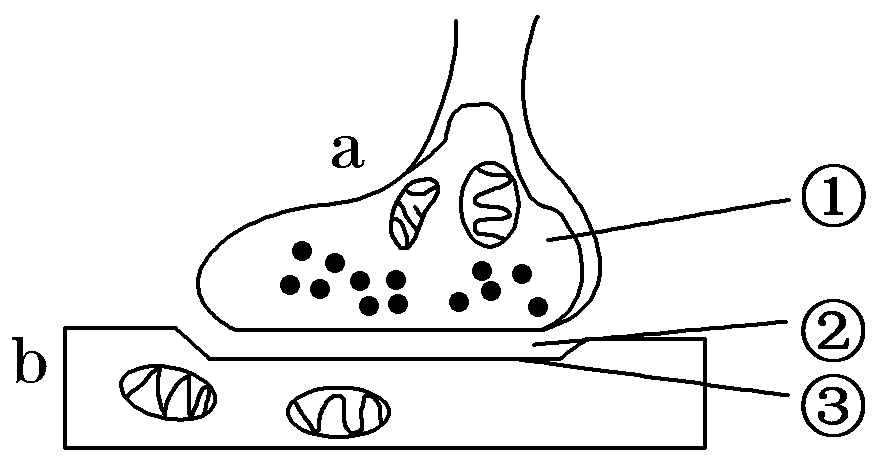 a
①
②
b
③